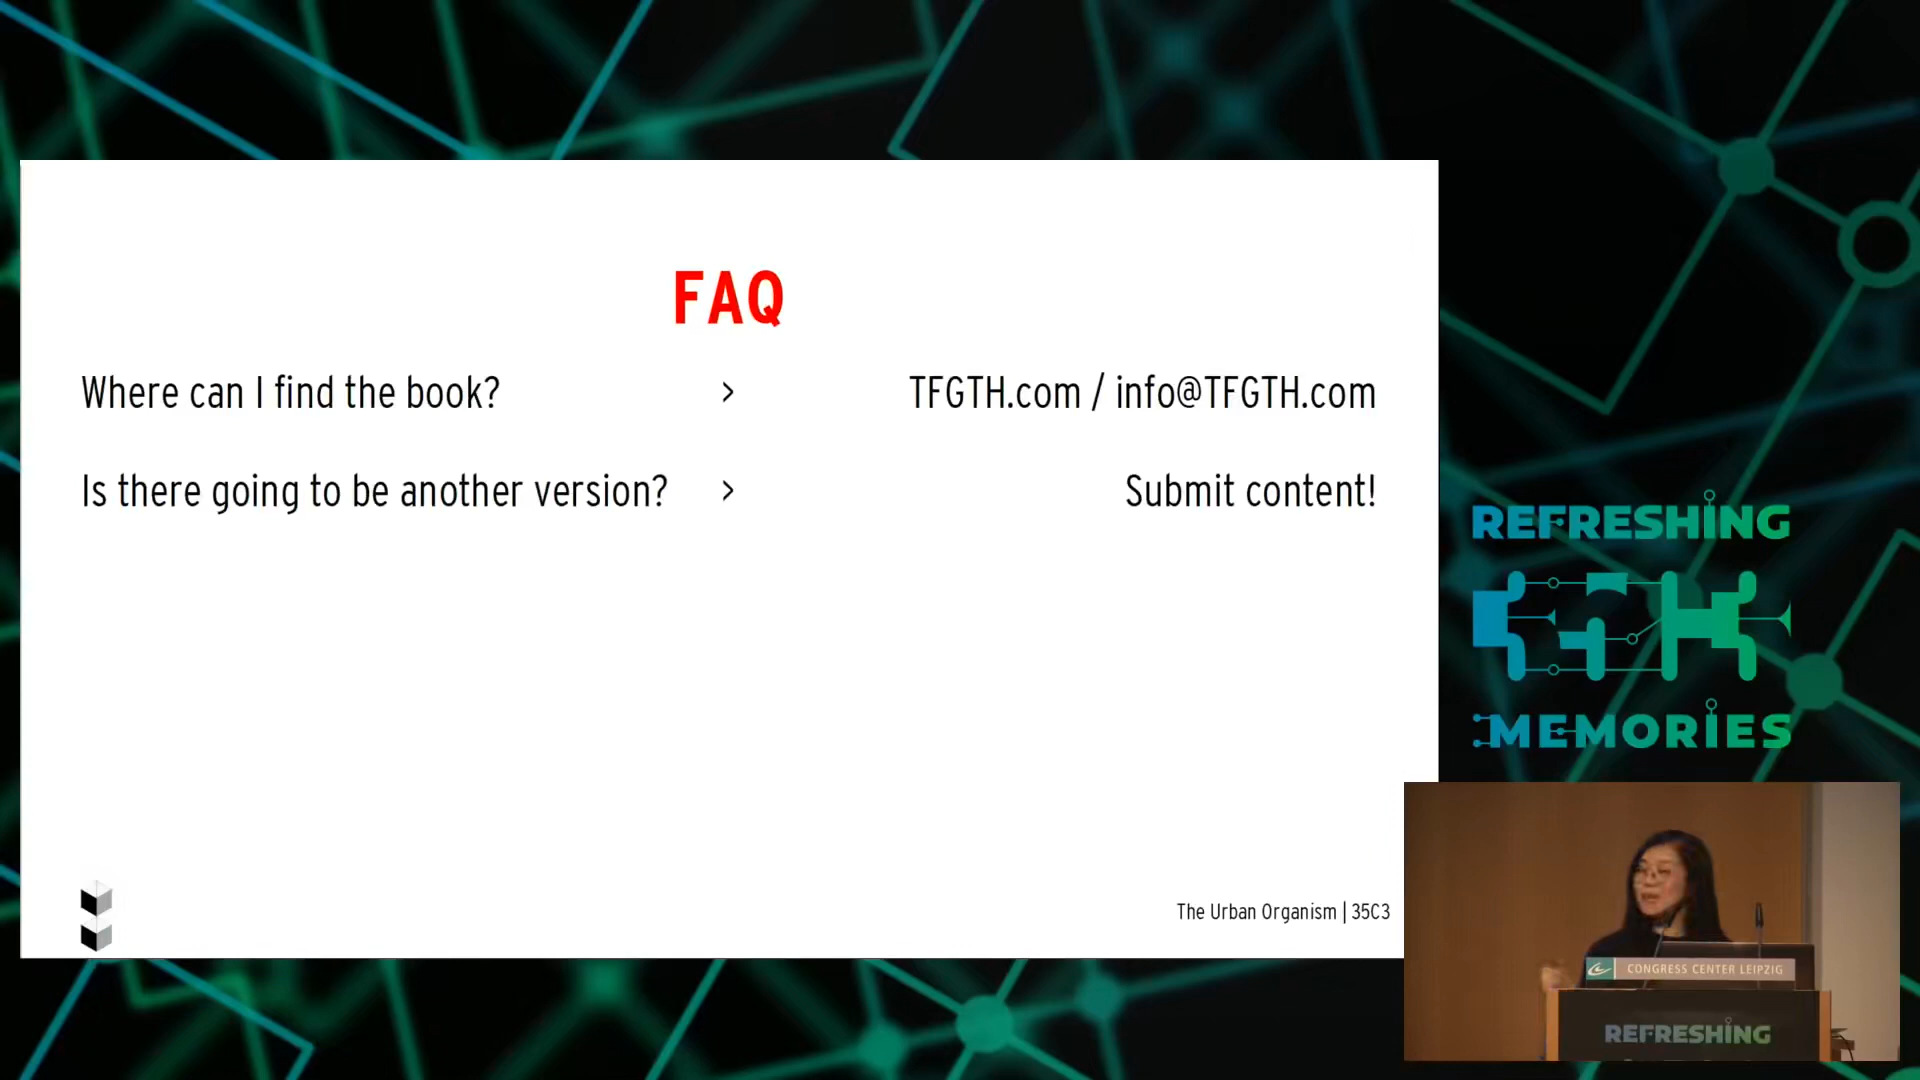 FAQ
Where can I find the book? > TFGTH.com / info@TFGTH.com
Is there going to be another version? > Submit content!
The Urban Organism | 35C3
REFRESHING
35C3
MEMORIES
CONGRESS CENTER LEIPZIG
REFRESHING